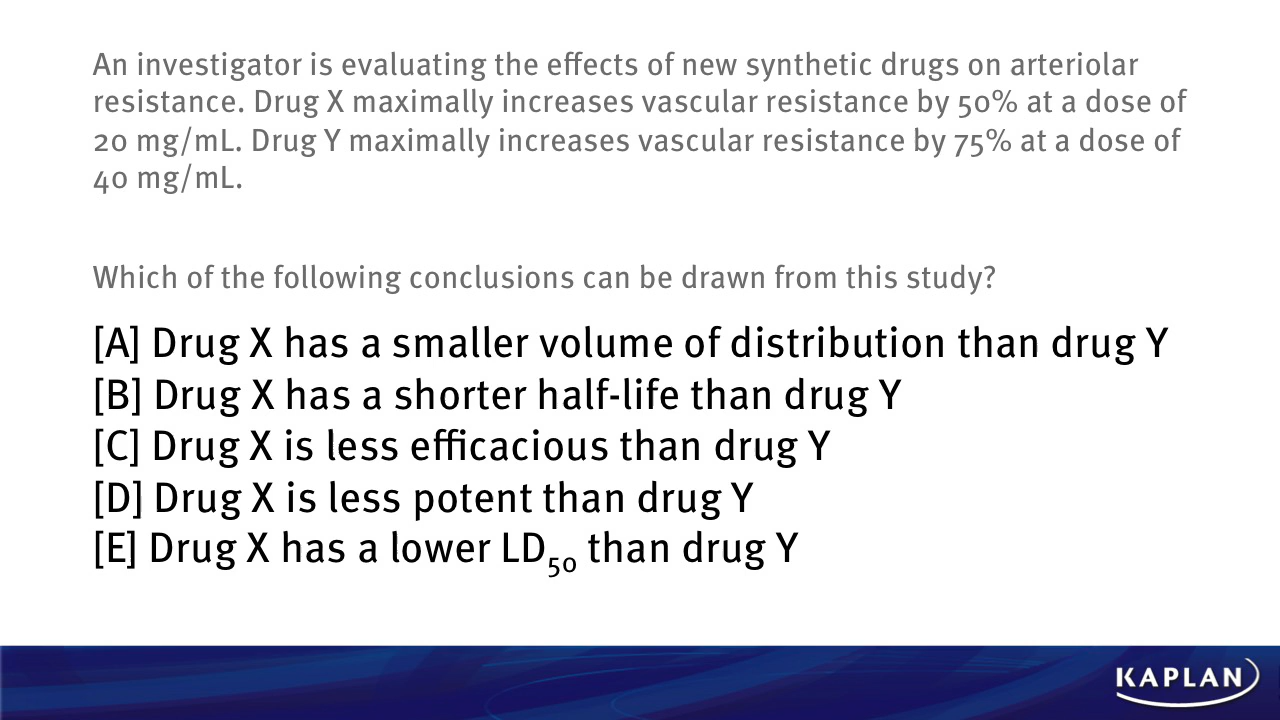 An investigator is evaluating the effects of new synthetic drugs on arteriolar
resistance. Drug X maximally increases vascular resistance by 50% at a dose of
20 mg/mL. Drug Y maximally increases vascular resistance by 75% at a dose of
40 mg/mL.
Which of the following conclusions can be drawn from this study?
[A] Drug X has a smaller volume of distribution than drug Y
[B] Drug X has a shorter half-life than drug Y
[C] Drug X is less efficacious than drug Y
[D] Drug X is less potent than drug Y
[E] Drug X has a lower LD₅₀ than drug Y
KAPLAN